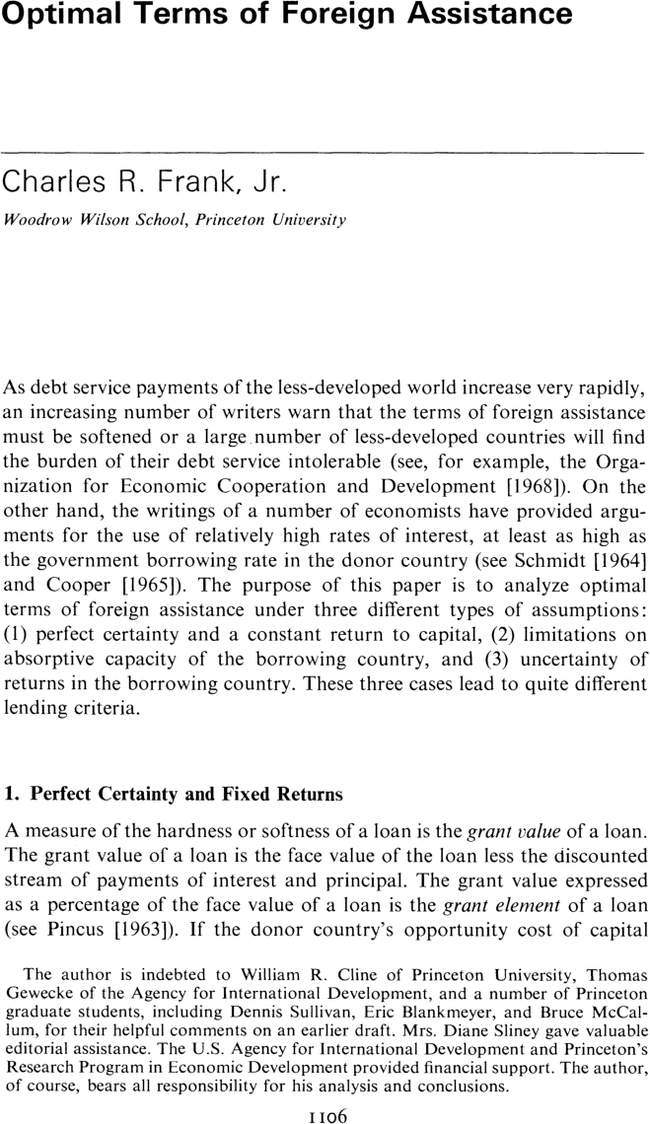 Optimal Terms of Foreign Assistance
Charles R. Frank, Jr.
Woodrow Wilson School, Princeton University
As debt service payments of the less-developed world increase very rapidly,
an increasing number of writers warn that the terms of foreign assistance
must be softened or a large number of less-developed countries will find
the burden of their debt service intolerable (see, for example, the Orga-
nization for Economic Cooperation and Development [1968]). On the
other hand, the writings of a number of economists have provided argu-
ments for the use of relatively high rates of interest, at least as high as
the government borrowing rate in the donor country (see Schmidt [1964]
and Cooper [1965]). The purpose of this paper is to analyze optimal
terms of foreign assistance under three different types of assumptions:
(1) perfect certainty and a constant return to capital, (2) limitations on
absorptive capacity of the borrowing country, and (3) uncertainty of
returns in the borrowing country. These three cases lead to quite different
lending criteria.
1. Perfect Certainty and Fixed Returns
A measure of the hardness or softness of a loan is the grant value of a loan.
The grant value of a loan is the face value of the loan less the discounted
stream of payments of interest and principal. The grant value expressed
as a percentage of the face value of a loan is the grant element of a loan
(see Pincus [1963]). If the donor country's opportunity cost of capital
The author is indebted to William R. Cline of Princeton University, Thomas
Gewecke of the Agency for International Development, and a number of Princeton
graduate students, including Dennis Sullivan, Eric Blankmeyer, and Bruce McCal-
lum, for their helpful comments on an earlier draft. Mrs. Diane Sliney gave valuable
editorial assistance. The U.S. Agency for International Development and Princeton's
Research Program in Economic Development provided financial support. The author,
of course, bears all responsibility for his analysis and conclusions.
1106